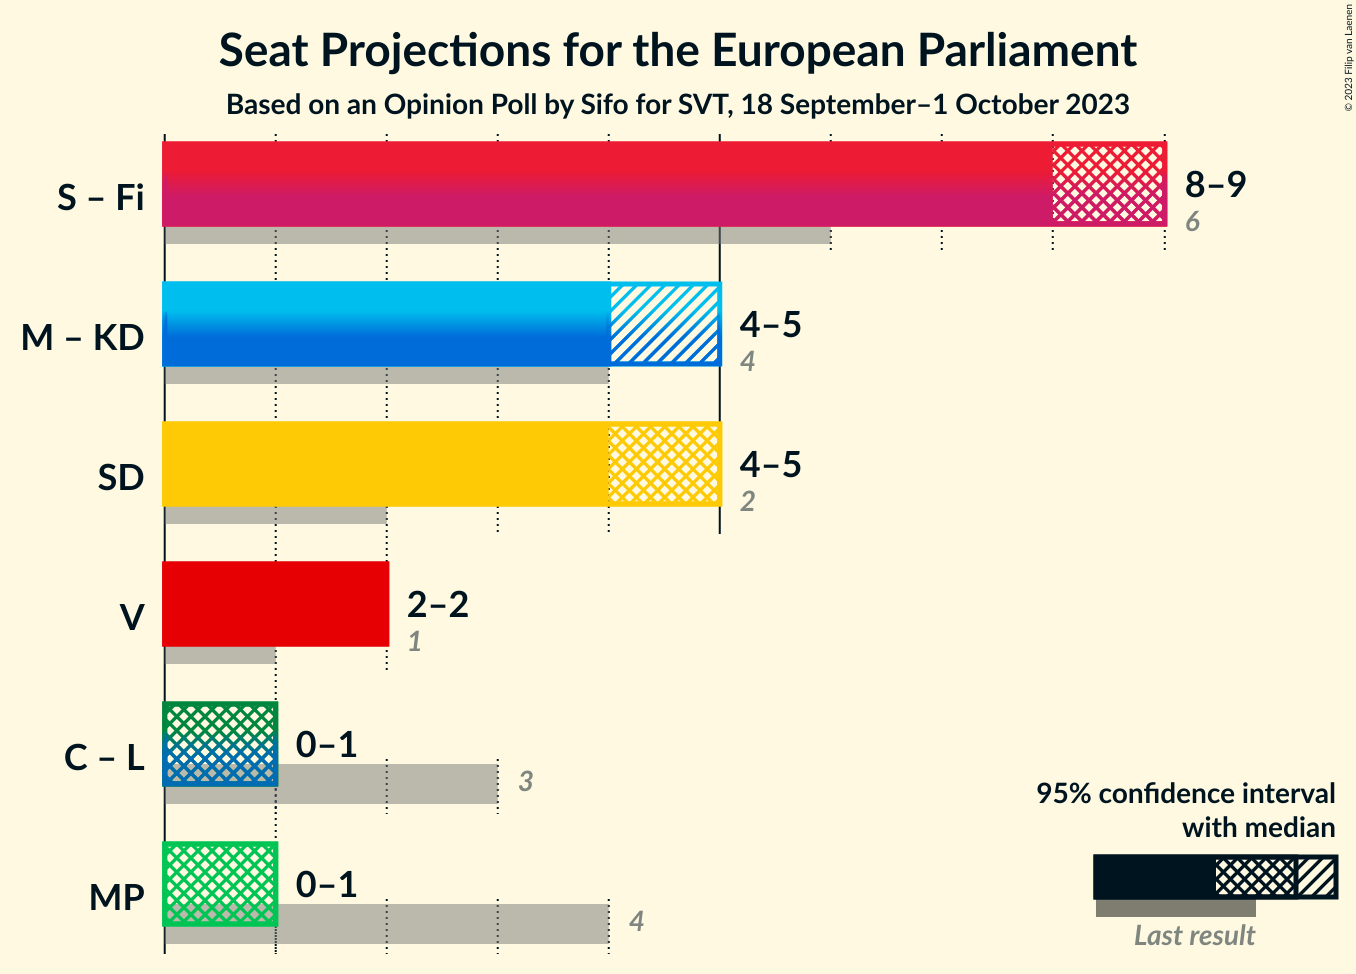 Seat Projections for the European Parliament
Based on an Opinion Poll by Sifo for SVT, 18 September–1 October 2023
© 2023 Filip van Laenen
S – Fi
8–9
6
M – KD
4–5
4
SD
4–5
2
V
2–2
1
C – L
0–1
3
MP
0–1
4
95% confidence interval
with median
Last result